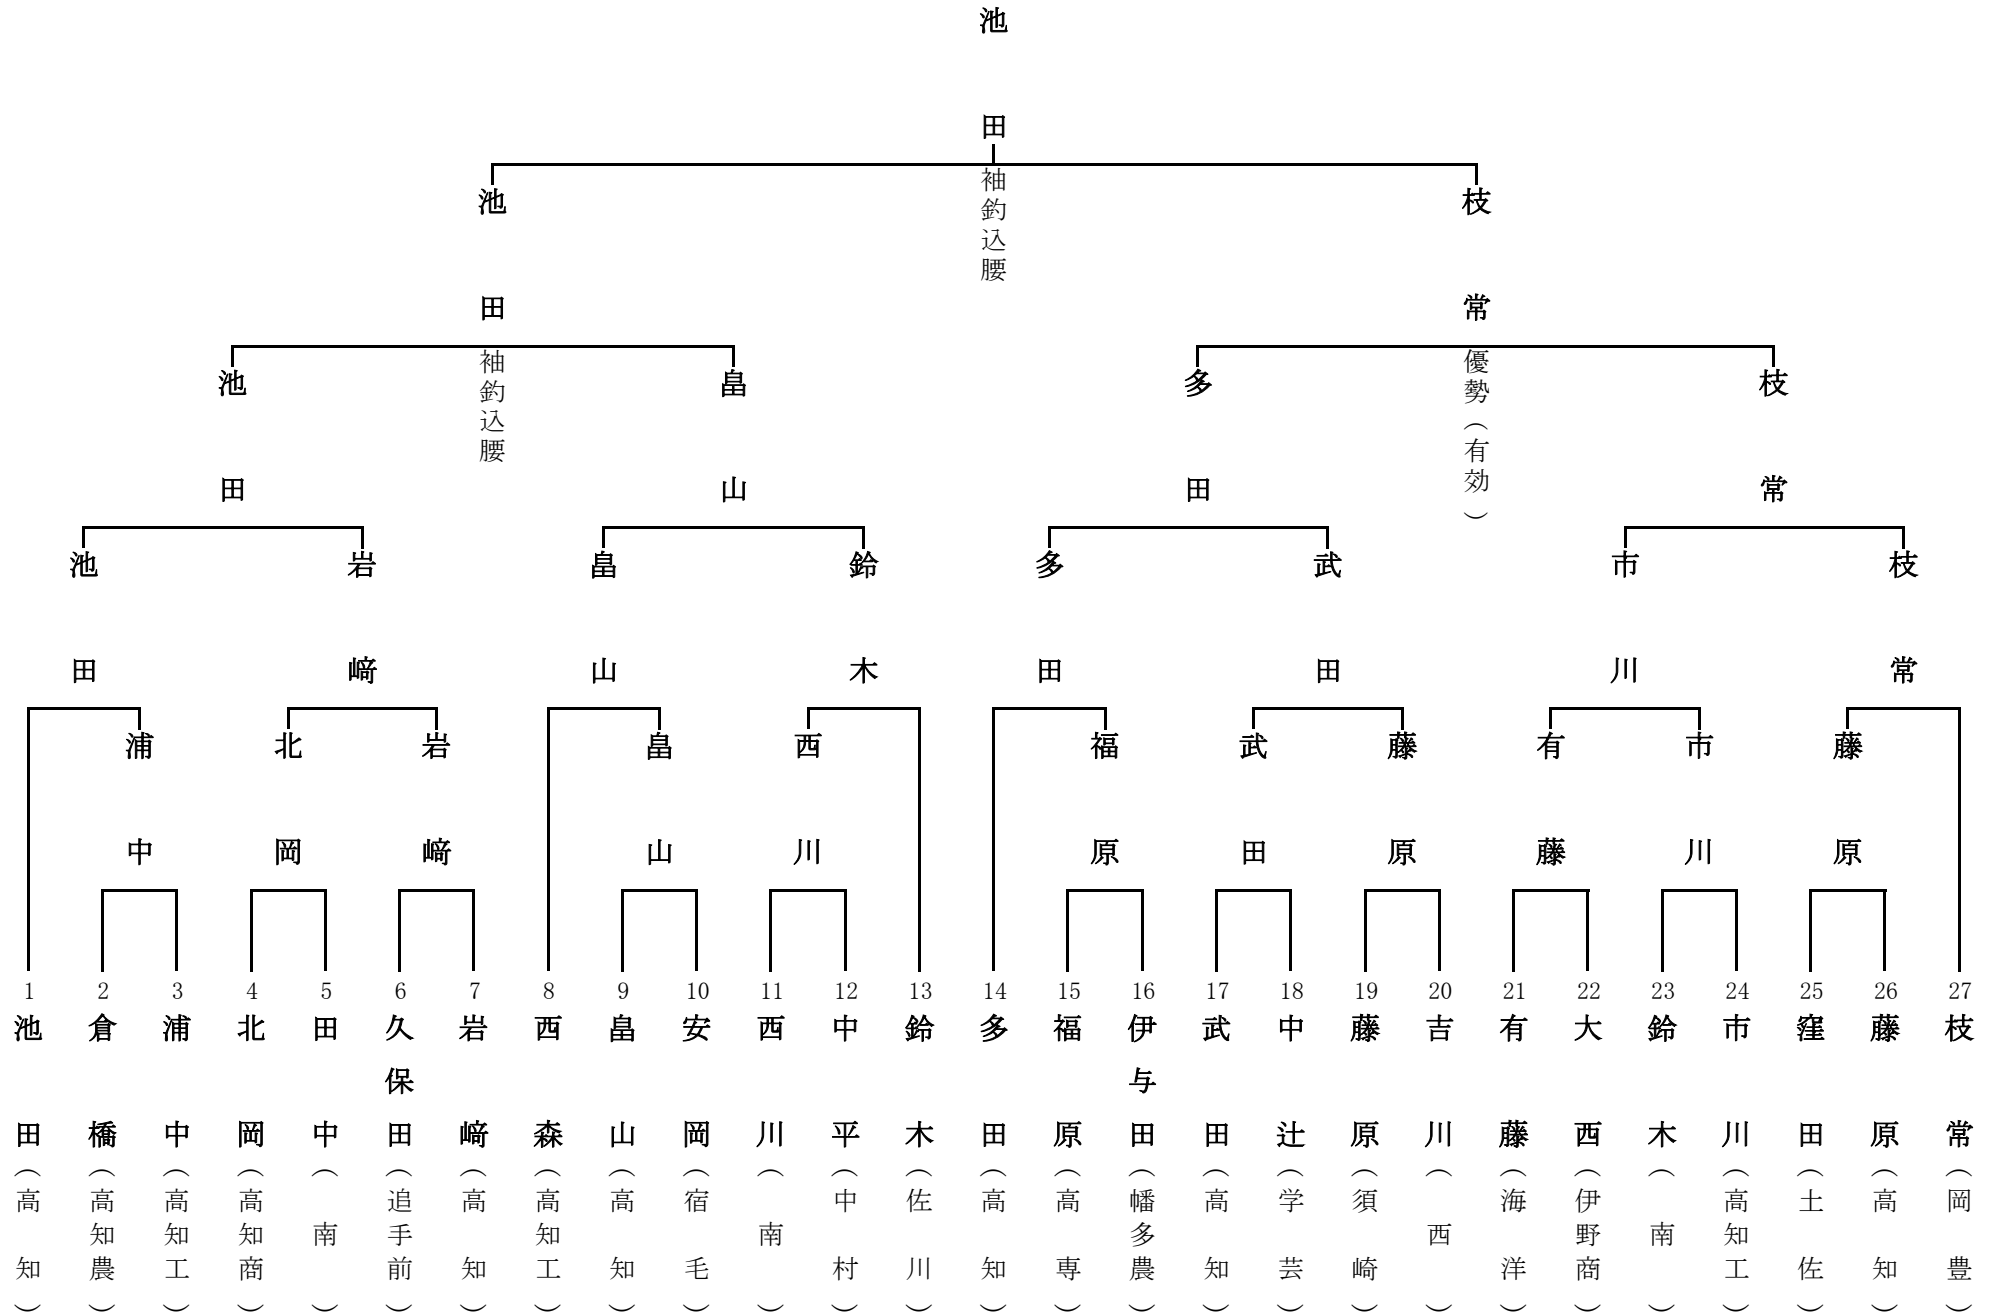 池田
袖釣込腰
池田
枝常
袖釣込腰
優勢（有効）
池田
畠山
多田
枝常
池田
岩﨑
畠山
鈴木
多田
武田
市川
枝常
浦中
北岡
岩﨑
畠山
西川
福原
武田
藤原
有藤
市川
藤原
1 池田（高知）
2 倉橋（高知農）
3 浦中（高知工）
4 北岡（高知商）
5 田中（南）
6 久保田（追手前）
7 岩﨑（高知）
8 西森（高知工）
9 畠山（高知）
10 安岡（宿毛）
11 西川（南）
12 中平（中村）
13 鈴木（佐川）
14 多田（高知）
15 福原（高専）
16 伊与田（幡多農）
17 武田（高知）
18 中辻（学芸）
19 藤原（須崎）
20 吉川（西）
21 有藤（海洋）
22 大西（伊野商）
23 鈴木（南）
24 市川（高知工）
25 窪田（土佐）
26 藤原（高知）
27 枝常（岡豊）